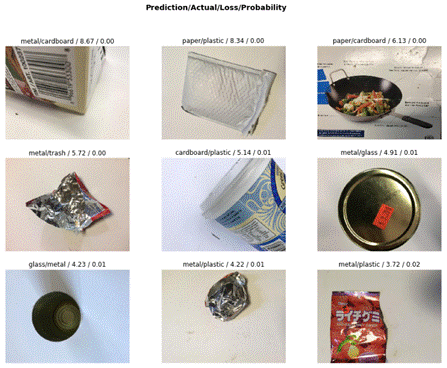 Prediction/Actual/Loss/Probability
metal/cardboard / 8.67 / 0.00
paper/plastic / 8.34 / 0.00
paper/cardboard / 6.13 / 0.00
metal/trash / 5.72 / 0.00
cardboard/plastic / 5.14 / 0.01
metal/glass / 4.91 / 0.01
glass/metal / 4.23 / 0.01
metal/plastic / 4.22 / 0.01
metal/plastic / 3.72 / 0.02
ライチグミ